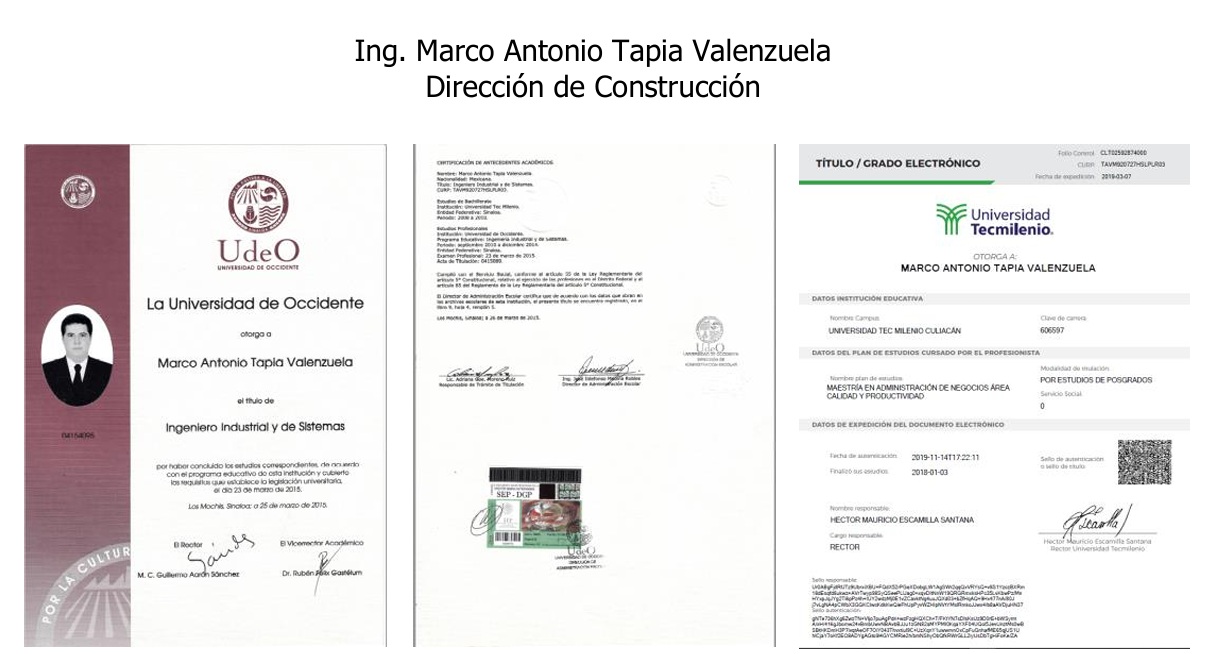 Ing. Marco Antonio Tapia Valenzuela
Dirección de Construcción
UdeO
UNIVERSIDAD DE OCCIDENTE
La Universidad de Occidente
otorga a
Marco Antonio Tapia Valenzuela
el título de
Ingeniero Industrial y de Sistemas
por haber concluido los estudios correspondientes, de acuerdo
con el programa educativo de esta institución y cubierto
los requisitos que establece la legislación universitaria,
el día 23 de marzo de 2015.
Los Mochis, Sinaloa; a 25 de marzo de 2015.
El Rector
El Vicerrector Académico
M. C. Guillermo Aarón Sánchez
Dr. Rubén Félix Gastélum
POR LA CULTUR
CERTIFICACIÓN DE ANTECEDENTES ACADÉMICOS
Nombre: Marco Antonio Tapia Valenzuela.
Nacionalidad: Mexicana.
Título: Ingeniero Industrial y de Sistemas.
CURP: TAVM920727HSLPLR03.
Estudios de Bachillerato
Institución: Universidad Tec Milenio.
Entidad Federativa: Sinaloa.
Periodo: 2008 a 2010.
Estudios Profesionales
Institución: Universidad de Occidente.
Programa Educativo: Ingeniería Industrial y de Sistemas.
Periodo: septiembre 2010 a diciembre 2014.
Entidad Federativa: Sinaloa.
Examen Profesional: 23 de marzo de 2015.
Acta de Titulación: 0415089.
Cumplió con el Servicio Social, conforme al artículo 55 de la Ley Reglamentaria del
artículo 5° Constitucional, relativo al ejercicio de las profesiones en el Distrito Federal y al
artículo 85 del Reglamento de la Ley Reglamentaria del artículo 5° Constitucional.
El Director de Administración Escolar certifica que de acuerdo con los datos que obran en
los archivos escolares de esta institución, el presente título se encuentra registrado, en el
libro 9, hoja 4, renglón 5.
Los Mochis, Sinaloa; a 26 de marzo de 2015.
Responsable de Trámite de Titulación
Director de Administración Escolar
UdeO
UNIVERSIDAD DE OCCIDENTE
DIRECCIÓN DE
ADMINISTRACIÓN ESCOLAR
SEP - DGP
UdeO
TÍTULO / GRADO ELECTRÓNICO
Folio Control: CLT02592874000
CURP: TAVM920727HSLPLR03
Fecha de expedición: 2019-03-07
Universidad
Tecmilenio
OTORGA A:
MARCO ANTONIO TAPIA VALENZUELA
DATOS INSTITUCIÓN EDUCATIVA
Nombre Campus:
UNIVERSIDAD TEC MILENIO CULIACÁN
Clave de carrera:
606597
DATOS DEL PLAN DE ESTUDIOS CURSADO POR EL PROFESIONISTA
Nombre plan de estudios:
MAESTRÍA EN ADMINISTRACIÓN DE NEGOCIOS ÁREA
CALIDAD Y PRODUCTIVIDAD
Modalidad de titulación:
POR ESTUDIOS DE POSGRADOS
Servicio Social:
0
DATOS DE EXPEDICIÓN DEL DOCUMENTO ELECTRÓNICO
Fecha de autenticación: 2019-11-14T17:22:11
Finalizó sus estudios: 2018-01-03
Sello de autenticación
o sello de título:
Nombre responsable:
HECTOR MAURICIO ESCAMILLA SANTANA
Cargo responsable:
RECTOR
Hector Mauricio Escamilla Santana
Rector Universidad Tecmilenio
Sello responsable:
Sello autenticación: